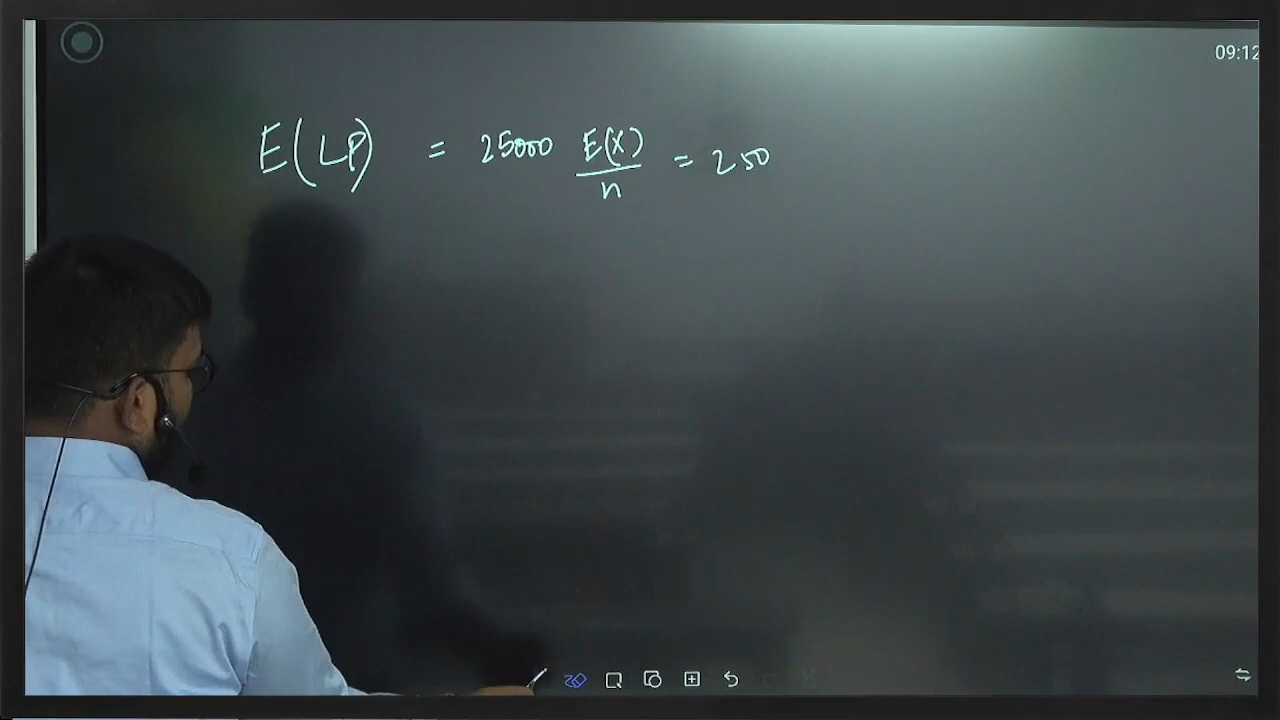 09:12
E(LP) = 25000 E(X)/n = 250